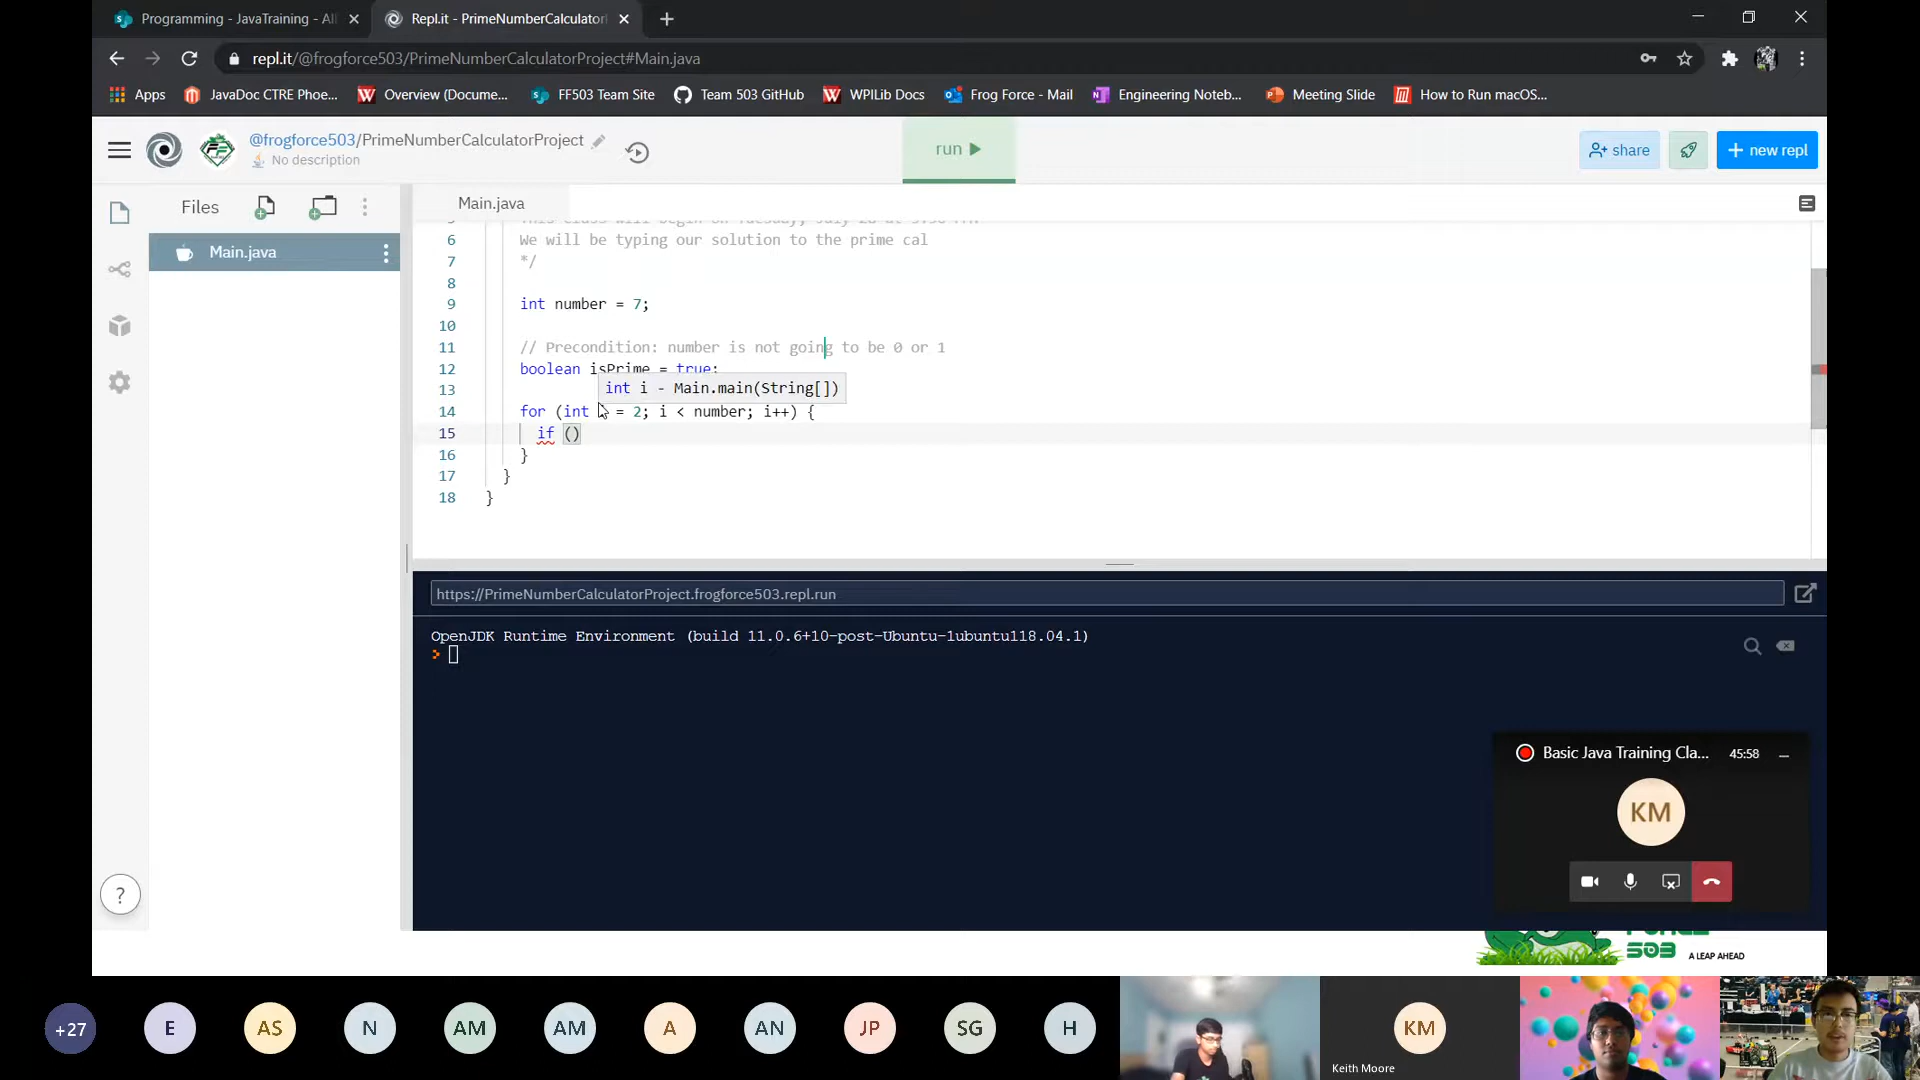 Programming - JavaTraining - All
Repl.it - PrimeNumberCalculatorP
repl.it/@frogforce503/PrimeNumberCalculatorProject#Main.java
Apps
JavaDoc CTRE Phoe...
Overview (Docume...
FF503 Team Site
Team 503 GitHub
WPILib Docs
Frog Force - Mail
Engineering Noteb...
Meeting Slide
How to Run macOS...
@frogforce503/PrimeNumberCalculatorProject
No description
run
share
+ new repl
Files
Main.java
Main.java
6 We will be typing our solution to the prime cal
7 */
8
9 int number = 7;
10
11 // Precondition: number is not going to be 0 or 1
12 boolean isPrime = true;
int i - Main.main(String[])
13
14 for (int = 2; i < number; i++) {
15 if ()
16 }
17 }
18 }
https://PrimeNumberCalculatorProject.frogforce503.repl.run
OpenJDK Runtime Environment (build 11.0.6+10-post-Ubuntu-1ubuntu118.04.1)
>
Basic Java Training Cla...
45:58
KM
?
503
A LEAP AHEAD
+27
E
AS
N
AM
AM
A
AN
JP
SG
H
KM
Keith Moore